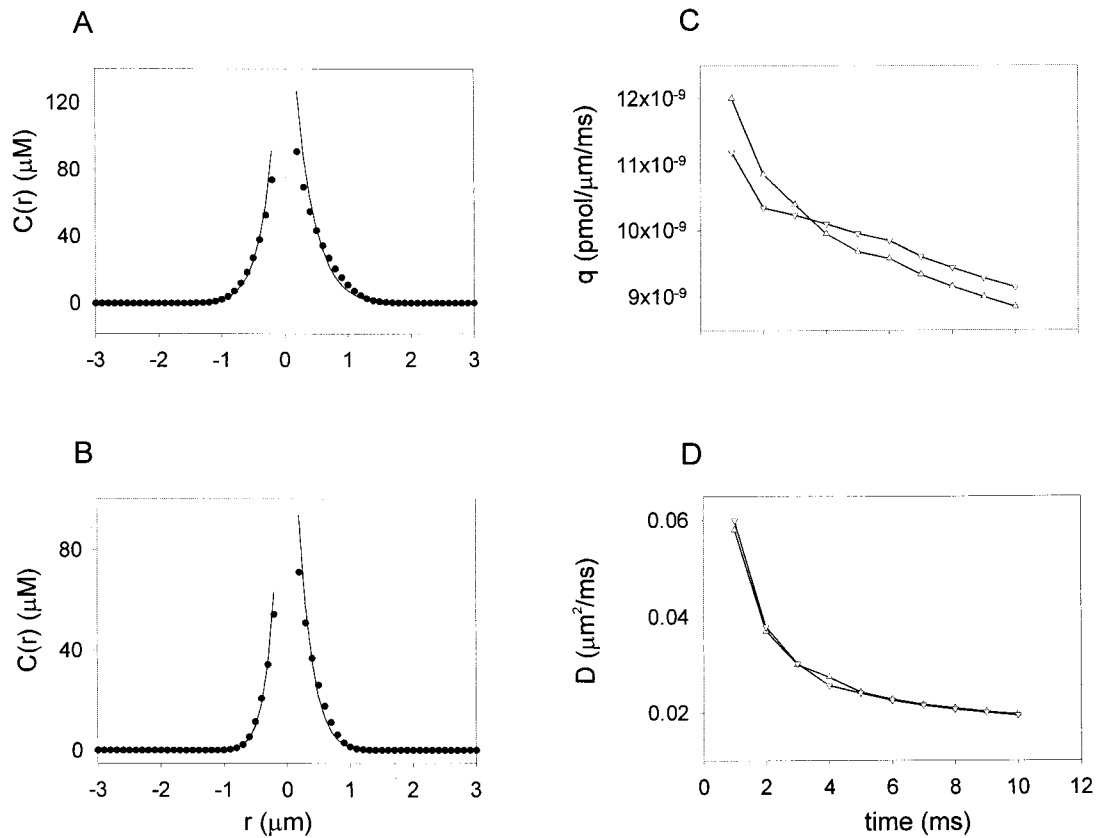 A
C(r) (μM)
120
80
40
0
-3 -2 -1 0 1 2 3
B
C(r) (μM)
80
40
0
-3 -2 -1 0 1 2 3
r (μm)
C
q (pmol/μm/ms)
12x10⁻⁹
11x10⁻⁹
10x10⁻⁹
9x10⁻⁹
D
D (μm²/ms)
0.06
0.04
0.02
0 2 4 6 8 10 12
time (ms)